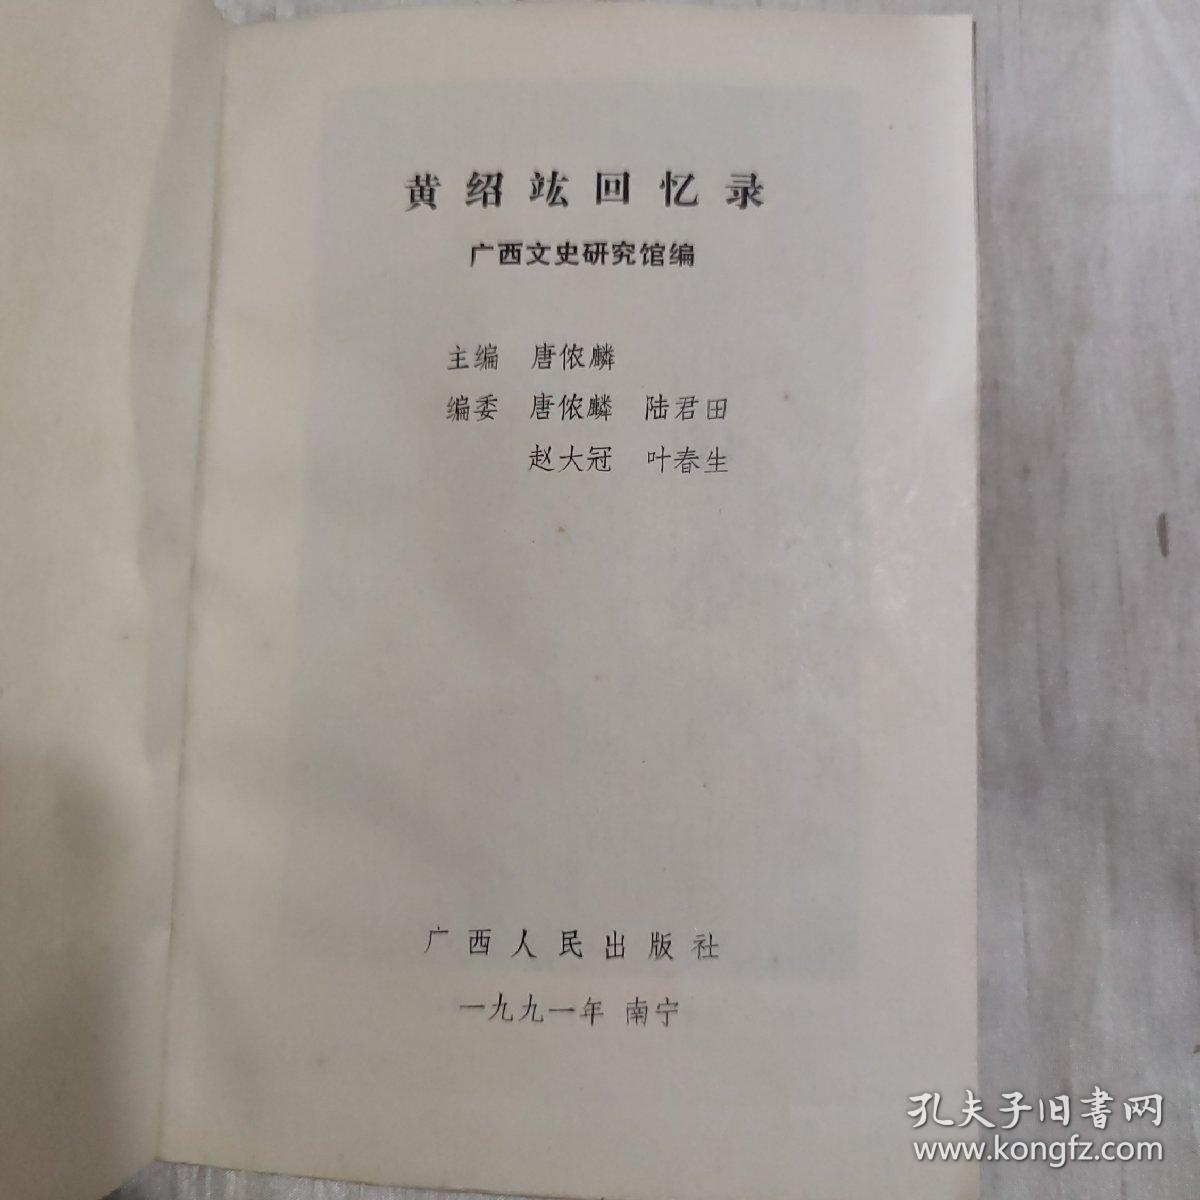 黄绍竑回忆录
广西文史研究馆编
主编 唐侬麟
编委 唐侬麟 陆君田
赵大冠 叶春生
广西人民出版社
一九九一年 南宁
孔夫子旧书网
www.kongfz.com